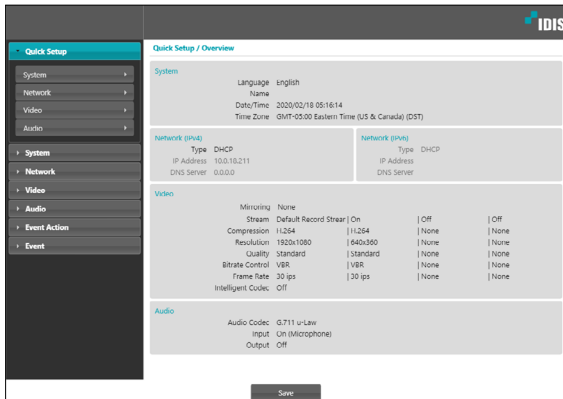 IDIS
Quick Setup
System
Network
Video
Audio
System
Network
Video
Audio
Event Action
Event
Quick Setup / Overview
System
Language English
Name
Date/Time 2020/02/18 05:16:14
Time Zone GMT-05:00 Eastern Time (US & Canada) (DST)
Network (IPv4)
Type DHCP
IP Address 10.0.18.211
DNS Server 0.0.0.0
Network (IPv6)
Type DHCP
IP Address
DNS Server
Video
Mirroring None
Stream Default Record Strear | On | Off | Off
Compression H.264 | H.264 | None | None
Resolution 1920x1080 | 640x360 | None | None
Quality Standard | Standard | None | None
Bitrate Control VBR | VBR | None | None
Frame Rate 30 ips | 30 ips | None | None
Intelligent Codec Off
Audio
Audio Codec G.711 u-Law
Input On (Microphone)
Output Off
Save